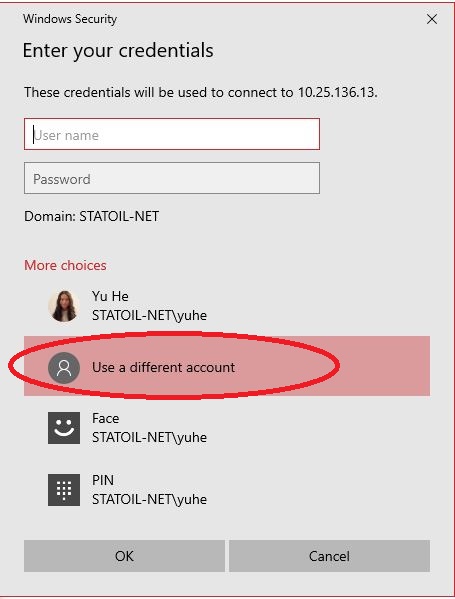 Windows Security
Enter your credentials
These credentials will be used to connect to 10.25.136.13.
User name
Password
Domain: STATOIL-NET
More choices
Yu He
STATOIL-NET\yuhe
Use a different account
Face
STATOIL-NET\yuhe
PIN
STATOIL-NET\yuhe
OK
Cancel